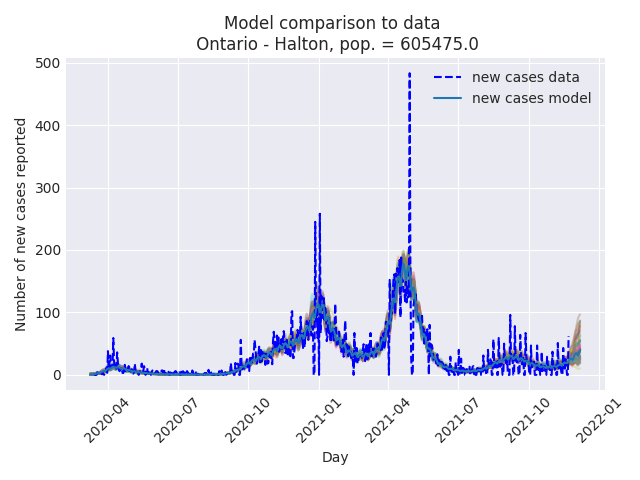 Model comparison to data
Ontario - Halton, pop. = 605475.0
Number of new cases reported
500
400
300
200
100
0
new cases data
new cases model
2020-04
2020-07
2020-10
2021-01
2021-04
2021-07
2021-10
2022-01
Day